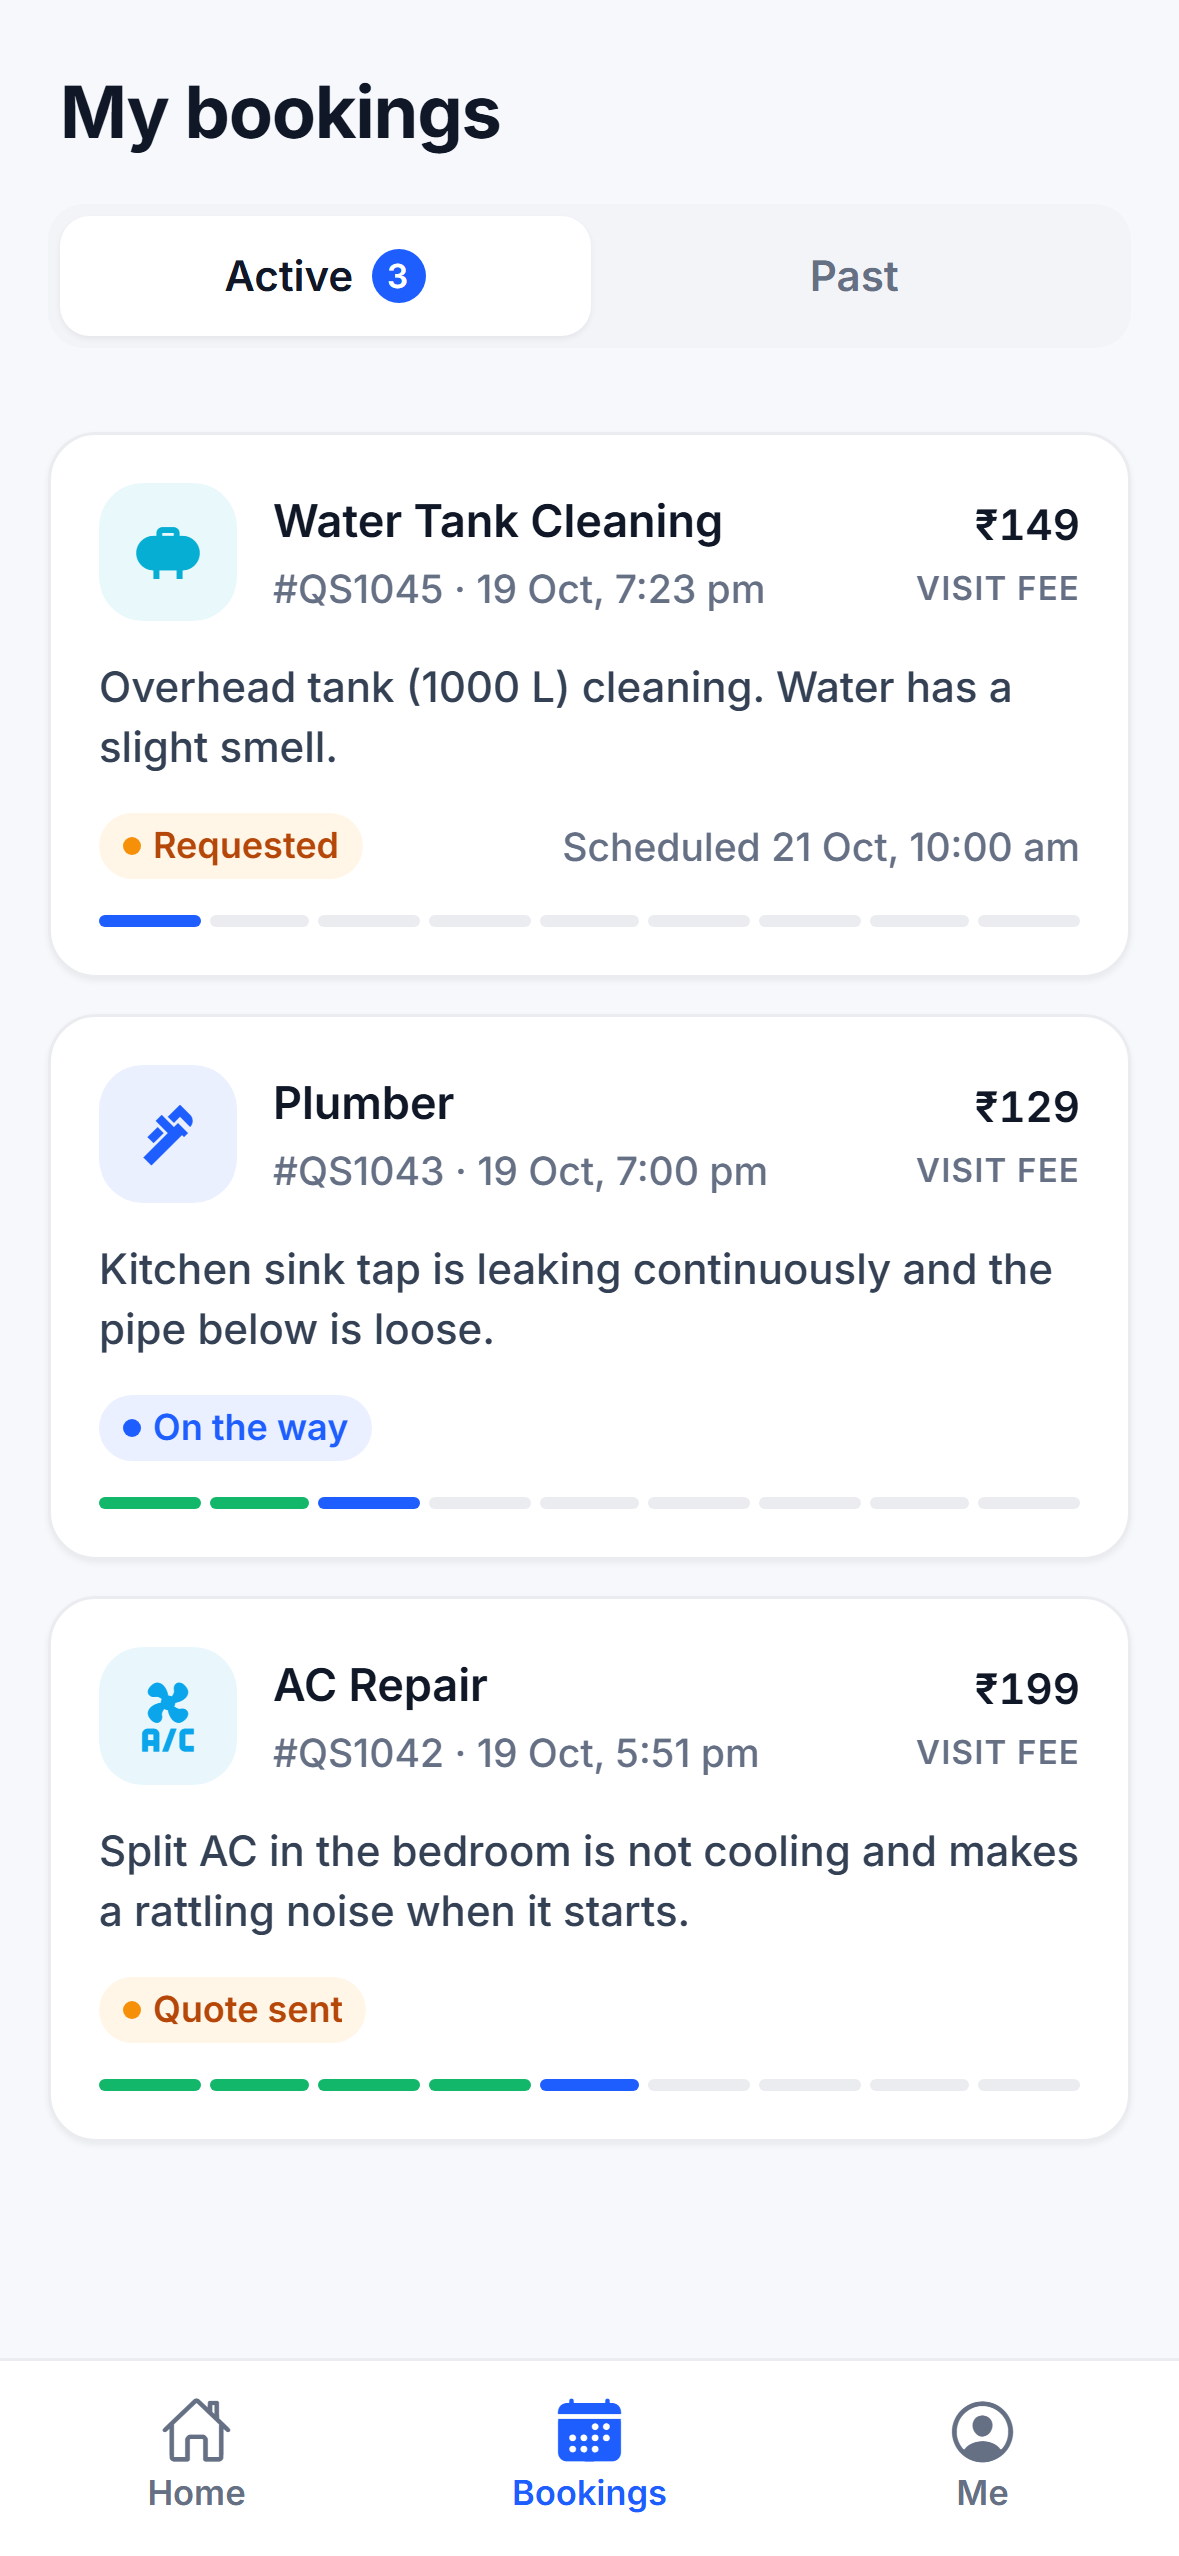 My bookings
Active 3
Past
Water Tank Cleaning
₹149
#QS1045 · 19 Oct, 7:23 pm
VISIT FEE
Overhead tank (1000 L) cleaning. Water has a
slight smell.
Requested
Scheduled 21 Oct, 10:00 am
Plumber
₹129
#QS1043 · 19 Oct, 7:00 pm
VISIT FEE
Kitchen sink tap is leaking continuously and the
pipe below is loose.
On the way
A/C
AC Repair
₹199
#QS1042 · 19 Oct, 5:51 pm
VISIT FEE
Split AC in the bedroom is not cooling and makes
a rattling noise when it starts.
Quote sent
Home
Bookings
Me